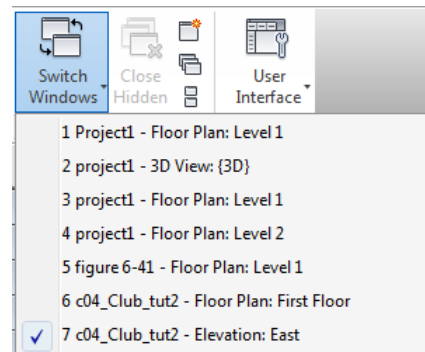 Switch Windows
Close Hidden
User Interface
1 Project1 - Floor Plan: Level 1
2 project1 - 3D View: {3D}
3 project1 - Floor Plan: Level 1
4 project1 - Floor Plan: Level 2
5 figure 6-41 - Floor Plan: Level 1
6 c04_Club_tut2 - Floor Plan: First Floor
7 c04_Club_tut2 - Elevation: East